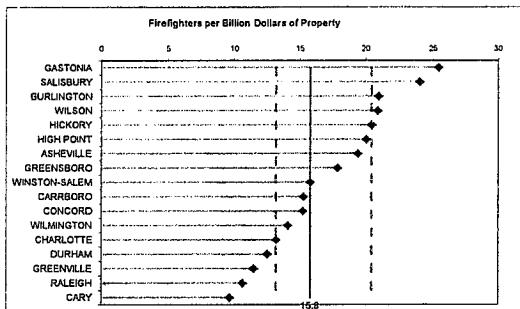 Firefighters per Billion Dollars of Property
0 5 10 15 20 25 30
GASTONIA
SALISBURY
GURLINGTON
WILSON
HICKORY
HIGH POINT
ASHEVILLE
GREENSBORO
WINSTON-SALEM
CARRBORO
CONCORD
WILMINGTON
CHARLOTTE
DURHAM
GREENVILLE
RALEIGH
CARY
15.8